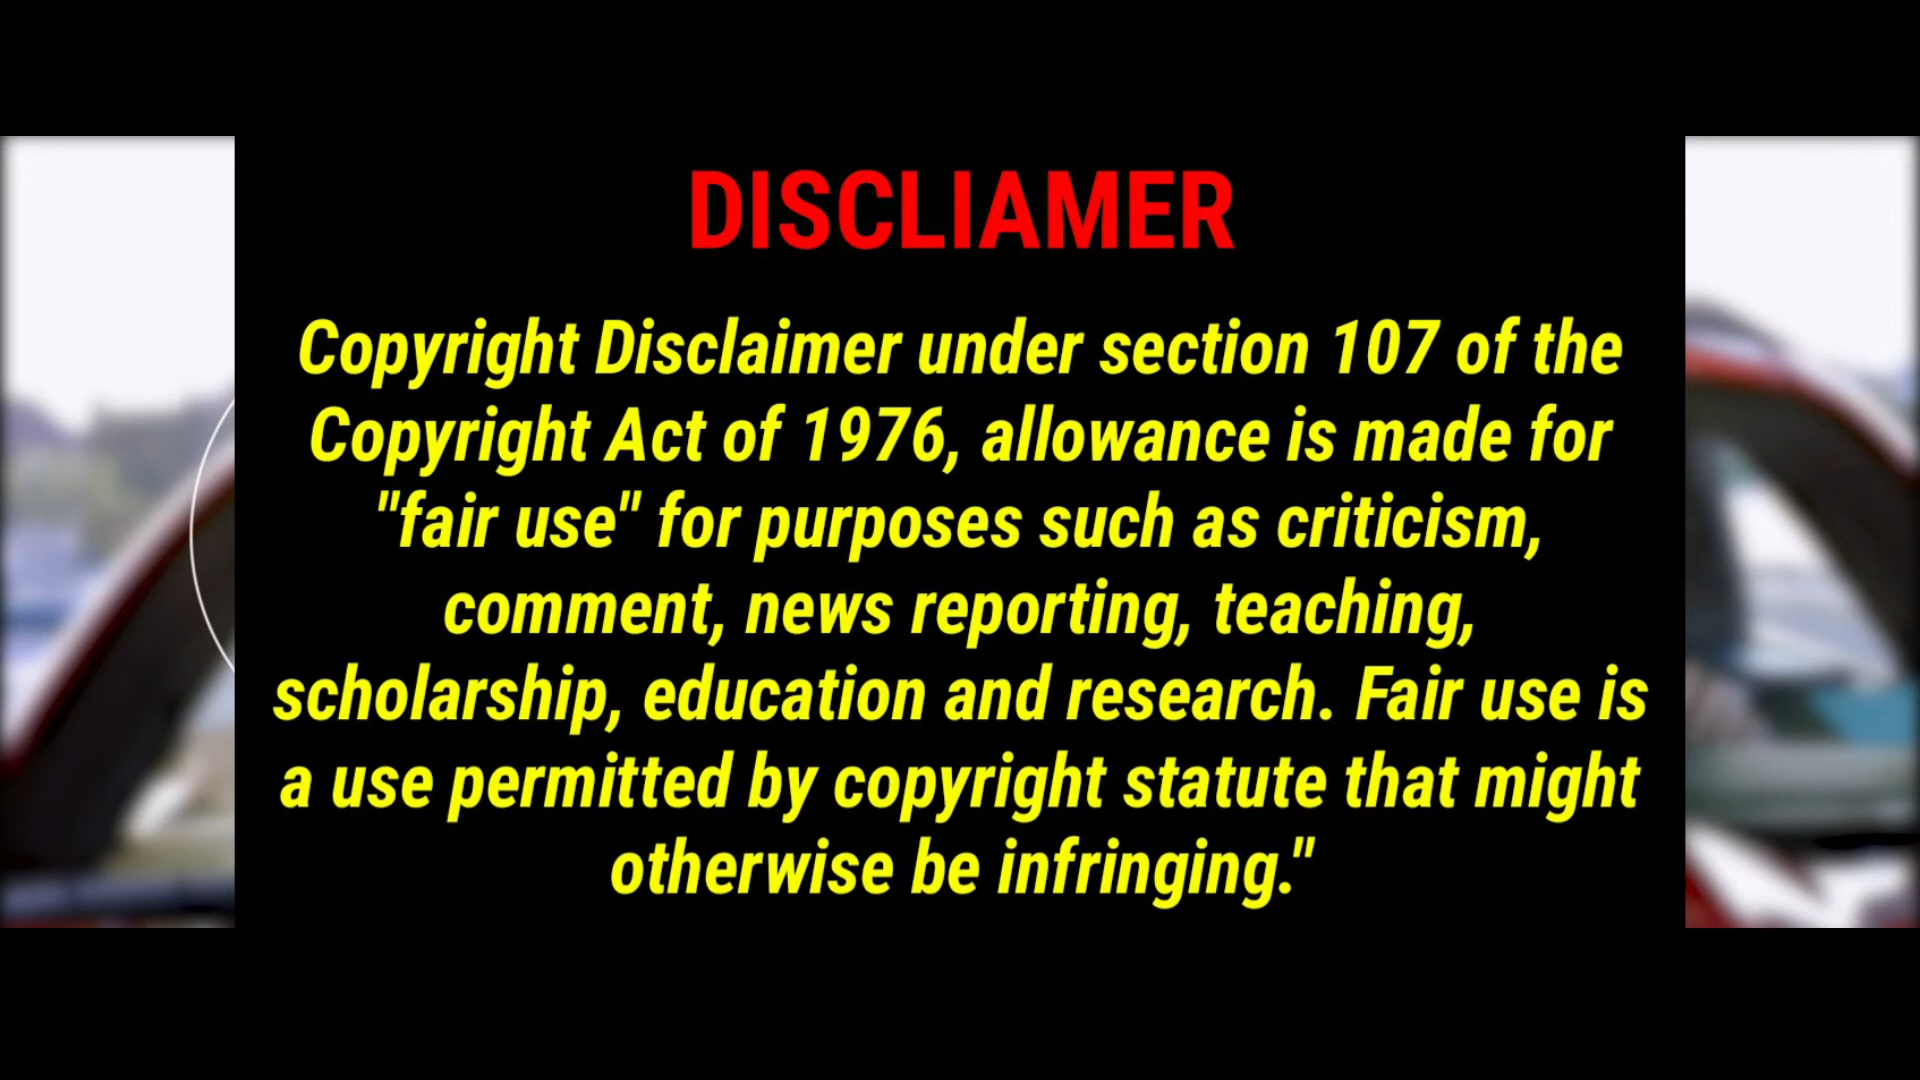 DISCLIAMER
Copyright Disclaimer under section 107 of the
Copyright Act of 1976, allowance is made for
"fair use" for purposes such as criticism,
comment, news reporting, teaching,
scholarship, education and research. Fair use is
a use permitted by copyright statute that might
otherwise be infringing."